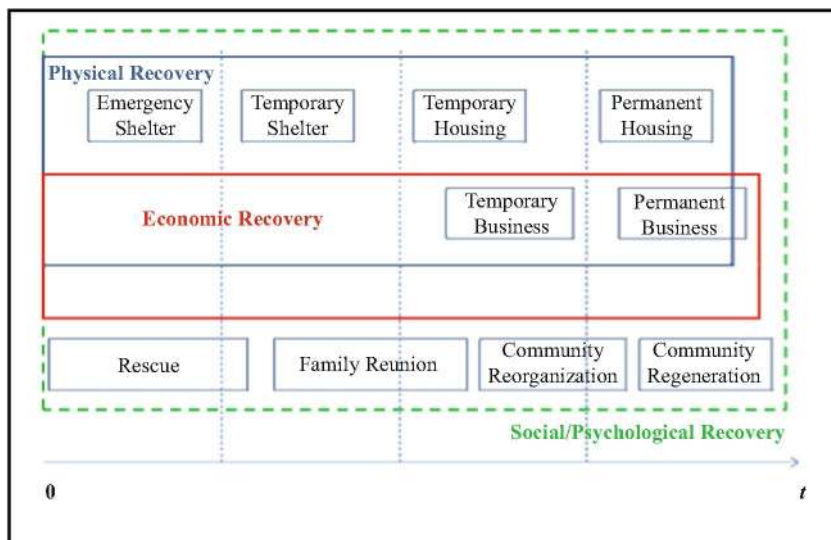 Physical Recovery
Emergency
Shelter
Temporary
Shelter
Temporary
Housing
Permanent
Housing
Economic Recovery
Temporary
Business
Permanent
Business
Rescue
Family Reunion
Community
Reorganization
Community
Regeneration
Social/Psychological Recovery
0
t